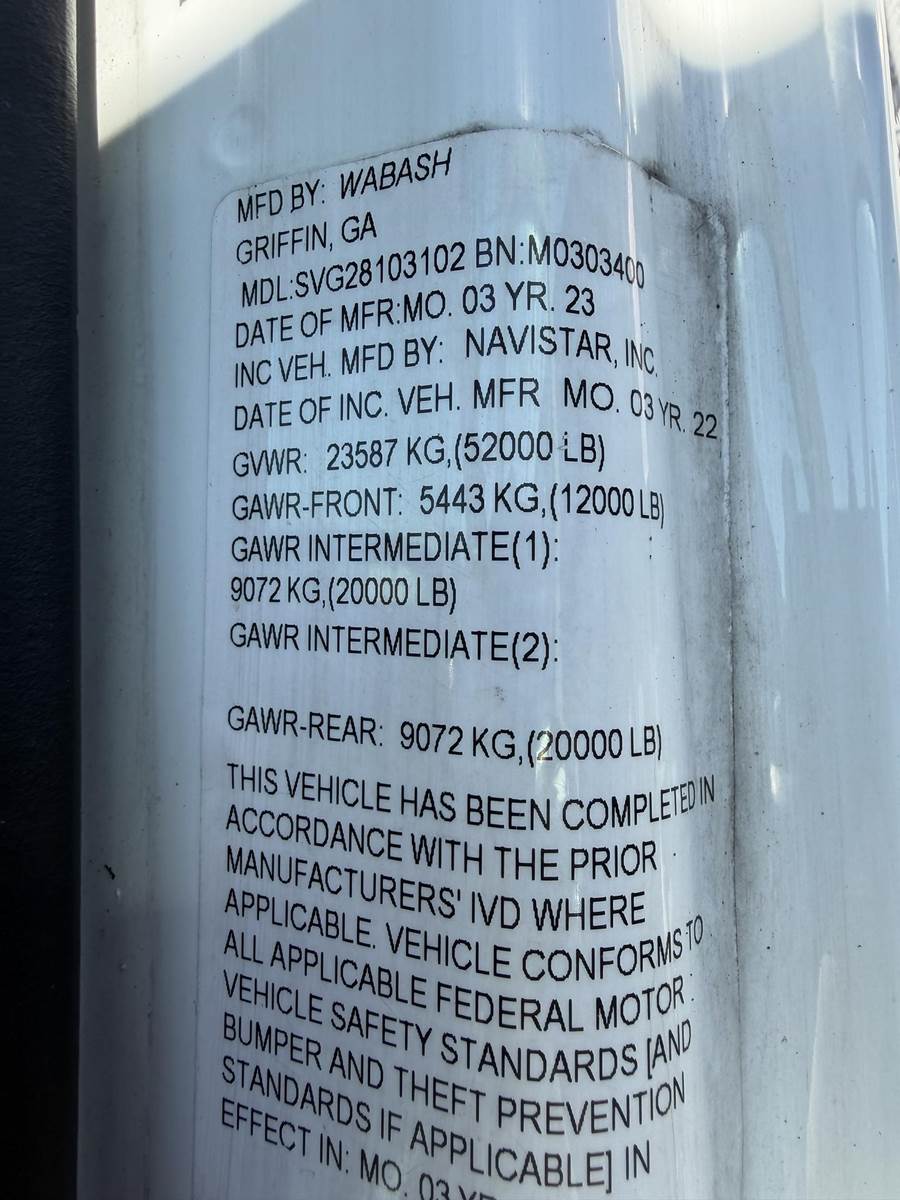 MFD BY: WABASH
GRIFFIN, GA
MDL:SVG28103102 BN:M0303400
DATE OF MFR:MO. 03 YR. 23
INC VEH. MFD BY: NAVISTAR, INC.
DATE OF INC. VEH. MFR MO. 03 YR. 22
GVWR: 23587 KG,(52000 LB)
GAWR-FRONT: 5443 KG,(12000 LB)
GAWR INTERMEDIATE(1):
9072 KG,(20000 LB)
GAWR INTERMEDIATE(2):
GAWR-REAR: 9072 KG,(20000 LB)
THIS VEHICLE HAS BEEN COMPLETED IN
ACCORDANCE WITH THE PRIOR
MANUFACTURERS' IVD WHERE
APPLICABLE. VEHICLE CONFORMS TO
ALL APPLICABLE FEDERAL MOTOR
VEHICLE SAFETY STANDARDS [AND
BUMPER AND THEFT PREVENTION
STANDARDS IF APPLICABLE] IN
EFFECT IN: MO. 03